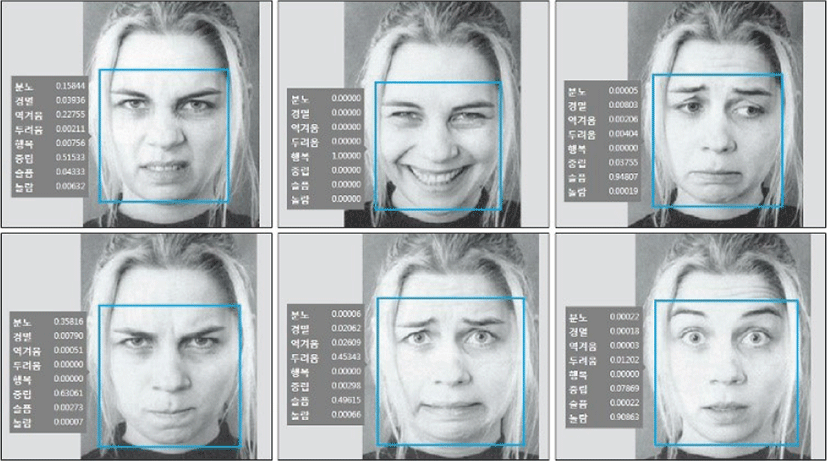 분노 0.15844
경멸 0.03936
역겨움 0.22755
두려움 0.00211
행복 0.00756
중립 0.51533
슬픔 0.04333
놀람 0.00632
분노 0.00000
경멸 0.00000
역겨움 0.00000
두려움 0.00000
행복 1.00000
중립 0.00000
슬픔 0.00000
놀람 0.00000
분노 0.00005
경멸 0.00803
역겨움 0.00206
두려움 0.00404
행복 0.00000
중립 0.03755
슬픔 0.94807
놀람 0.00019
분노 0.35816
경멸 0.00790
역겨움 0.00051
두려움 0.00000
행복 0.00000
중립 0.63061
슬픔 0.00273
놀람 0.00007
분노 0.00006
경멸 0.02062
역겨움 0.02609
두려움 0.45343
행복 0.00000
중립 0.00298
슬픔 0.49615
놀람 0.00066
분노 0.00022
경멸 0.00018
역겨움 0.00003
두려움 0.01202
행복 0.00000
중립 0.07869
슬픔 0.00022
놀람 0.90863